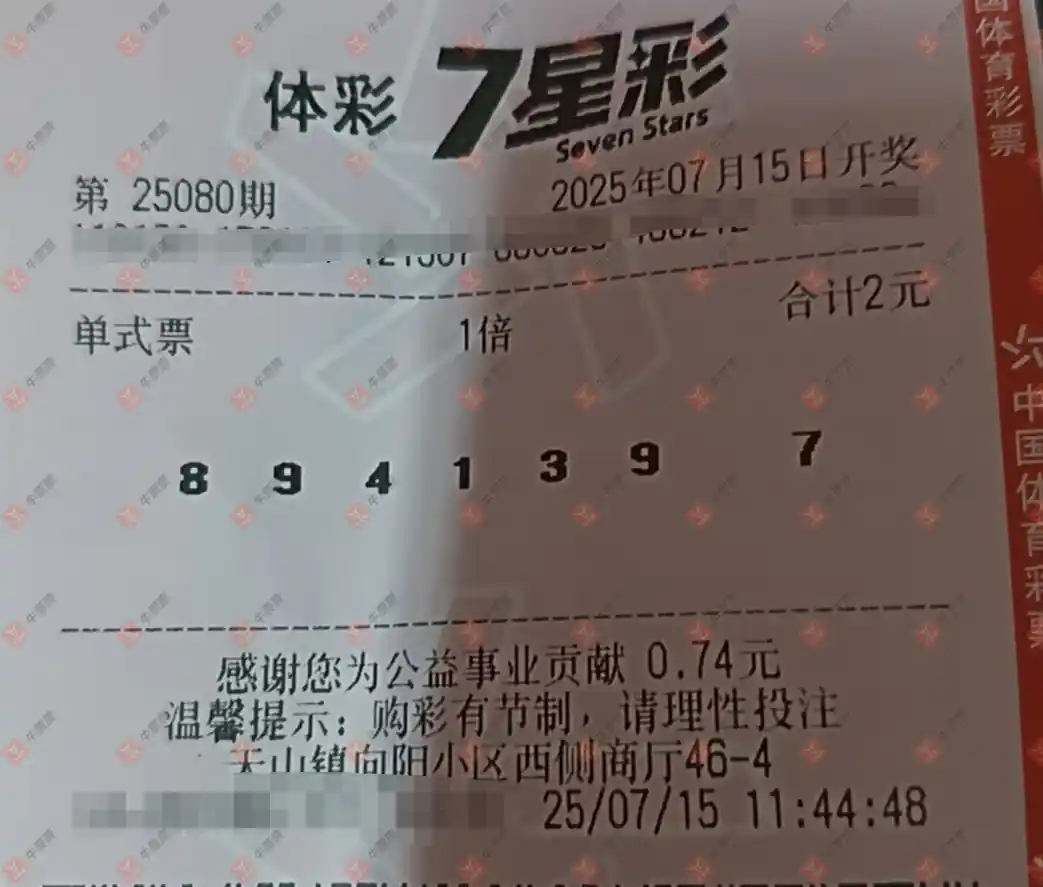 体彩 7星彩
Seven Stars
第 25080期 2025年07月15日开奖
单式票 1倍 合计2元
8 9 4 1 3 9 7
感谢您为公益事业贡献 0.74元
温馨提示：购彩有节制，请理性投注
天山镇向阳小区西侧商厅46-4
25/07/15 11:44:48
国体育彩票
中国体育彩票
牛票票